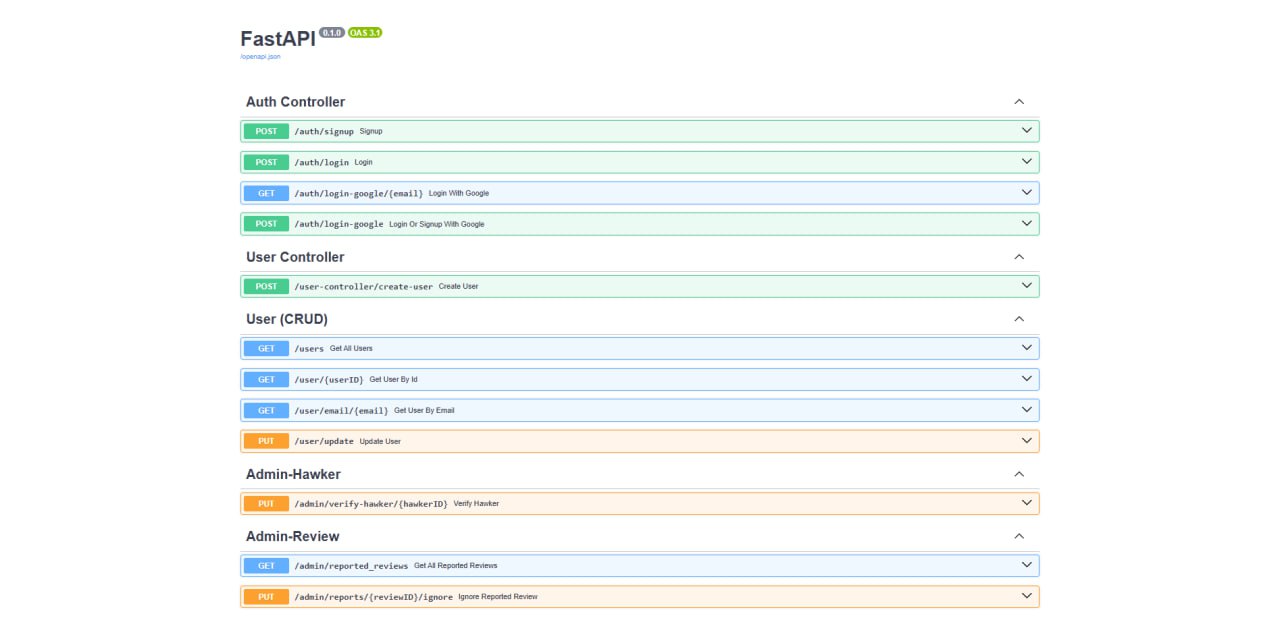 FastAPI 0.1.0 OAS 3.1
/openapi.json
Auth Controller
POST /auth/signup Signup
POST /auth/login Login
GET /auth/login-google/{email} Login With Google
POST /auth/login-google Login Or Signup With Google
User Controller
POST /user-controller/create-user Create User
User (CRUD)
GET /users Get All Users
GET /user/{userID} Get User By Id
GET /user/email/{email} Get User By Email
PUT /user/update Update User
Admin-Hawker
PUT /admin/verify-hawker/{hawkerID} Verify Hawker
Admin-Review
GET /admin/reported_reviews Get All Reported Reviews
PUT /admin/reports/{reviewID}/ignore Ignore Reported Review